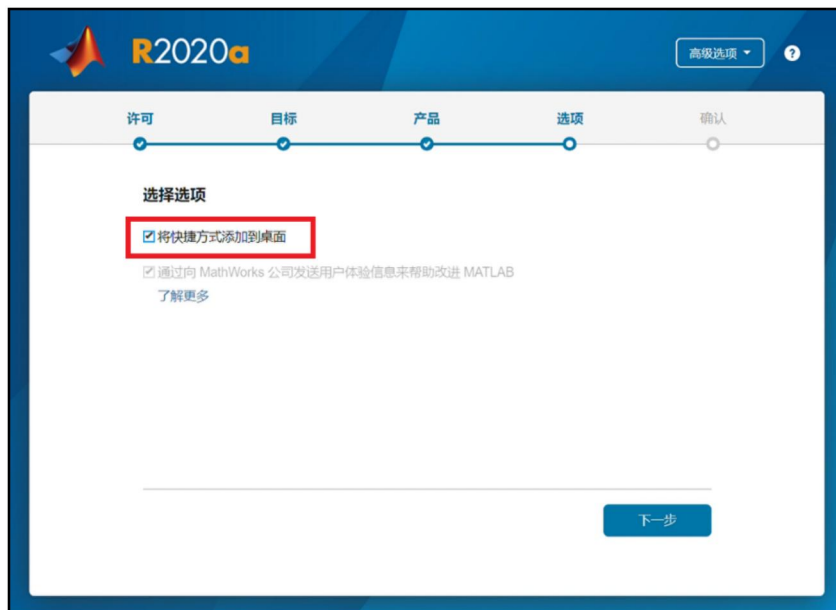 R2020a
高级选项
?
许可 目标 产品 选项 确认
选择选项
将快捷方式添加到桌面
通过向 MathWorks 公司发送用户体验信息来帮助改进 MATLAB
了解更多
下一步